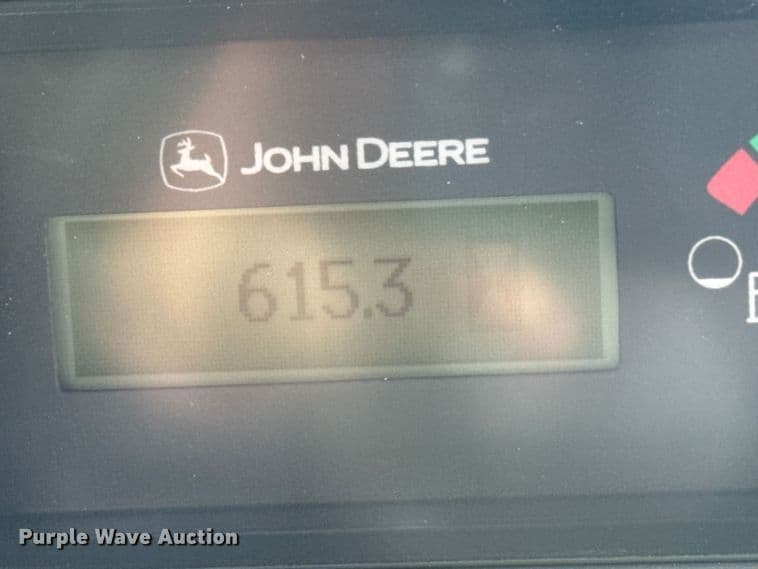 JOHN DEERE
615.3
Purple Wave Auction